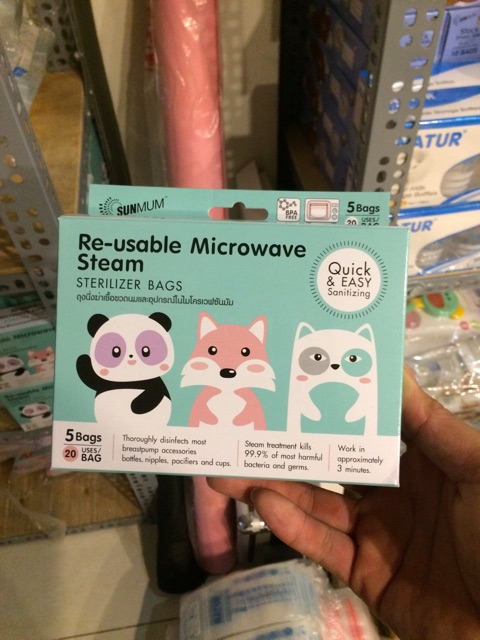 SUNMUM
BPA
FREE
5 Bags
20 USES/
BAG
Re-usable Microwave
Steam
STERILIZER BAGS
ถุงนึ่งฆ่าเชื้อขวดนมและอุปกรณ์ในไมโครเวฟซันมัม
Quick
& EASY
Sanitizing
5 Bags
20 USES/
BAG
Thoroughly disinfects most
breastpump accessories
bottles, nipples, pacifiers and cups.
Steam treatment kills
99.9% of most harmful
bacteria and germs.
Work in
approximately
3 minutes.
SUNMUM
ATUR
ATUR